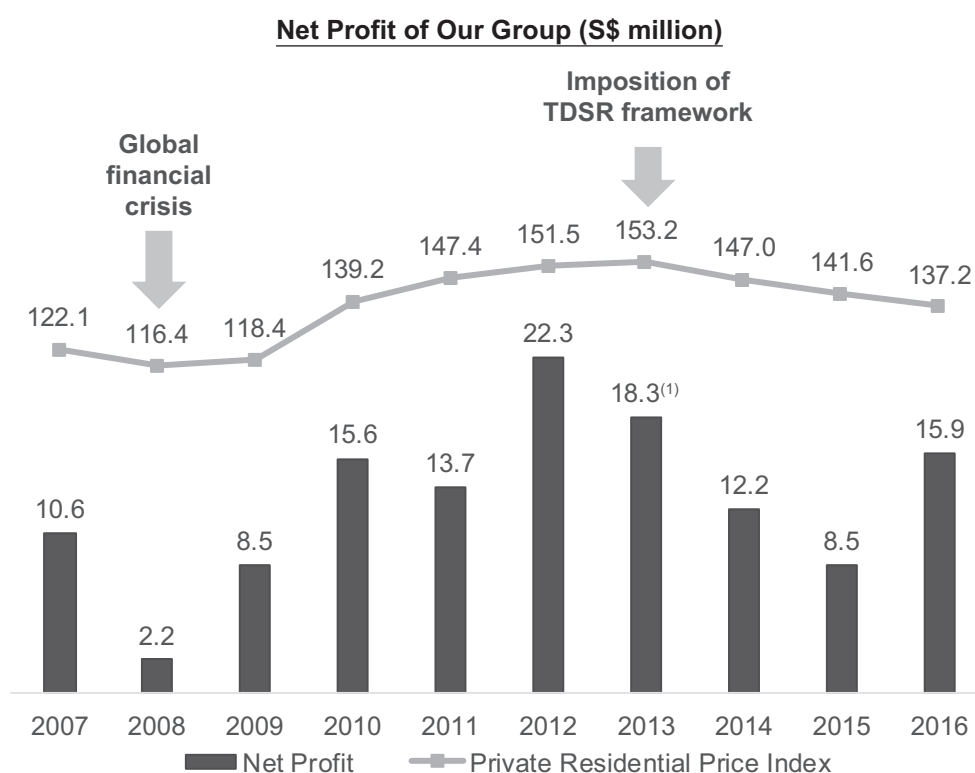 Net Profit of Our Group (S$ million)
Imposition of
TDSR framework
Global
financial
crisis
122.1
116.4
118.4
139.2
147.4
151.5
153.2
147.0
141.6
137.2
10.6
2.2
8.5
15.6
13.7
22.3
18.3(1)
12.2
8.5
15.9
2007 2008 2009 2010 2011 2012 2013 2014 2015 2016
Net Profit Private Residential Price Index